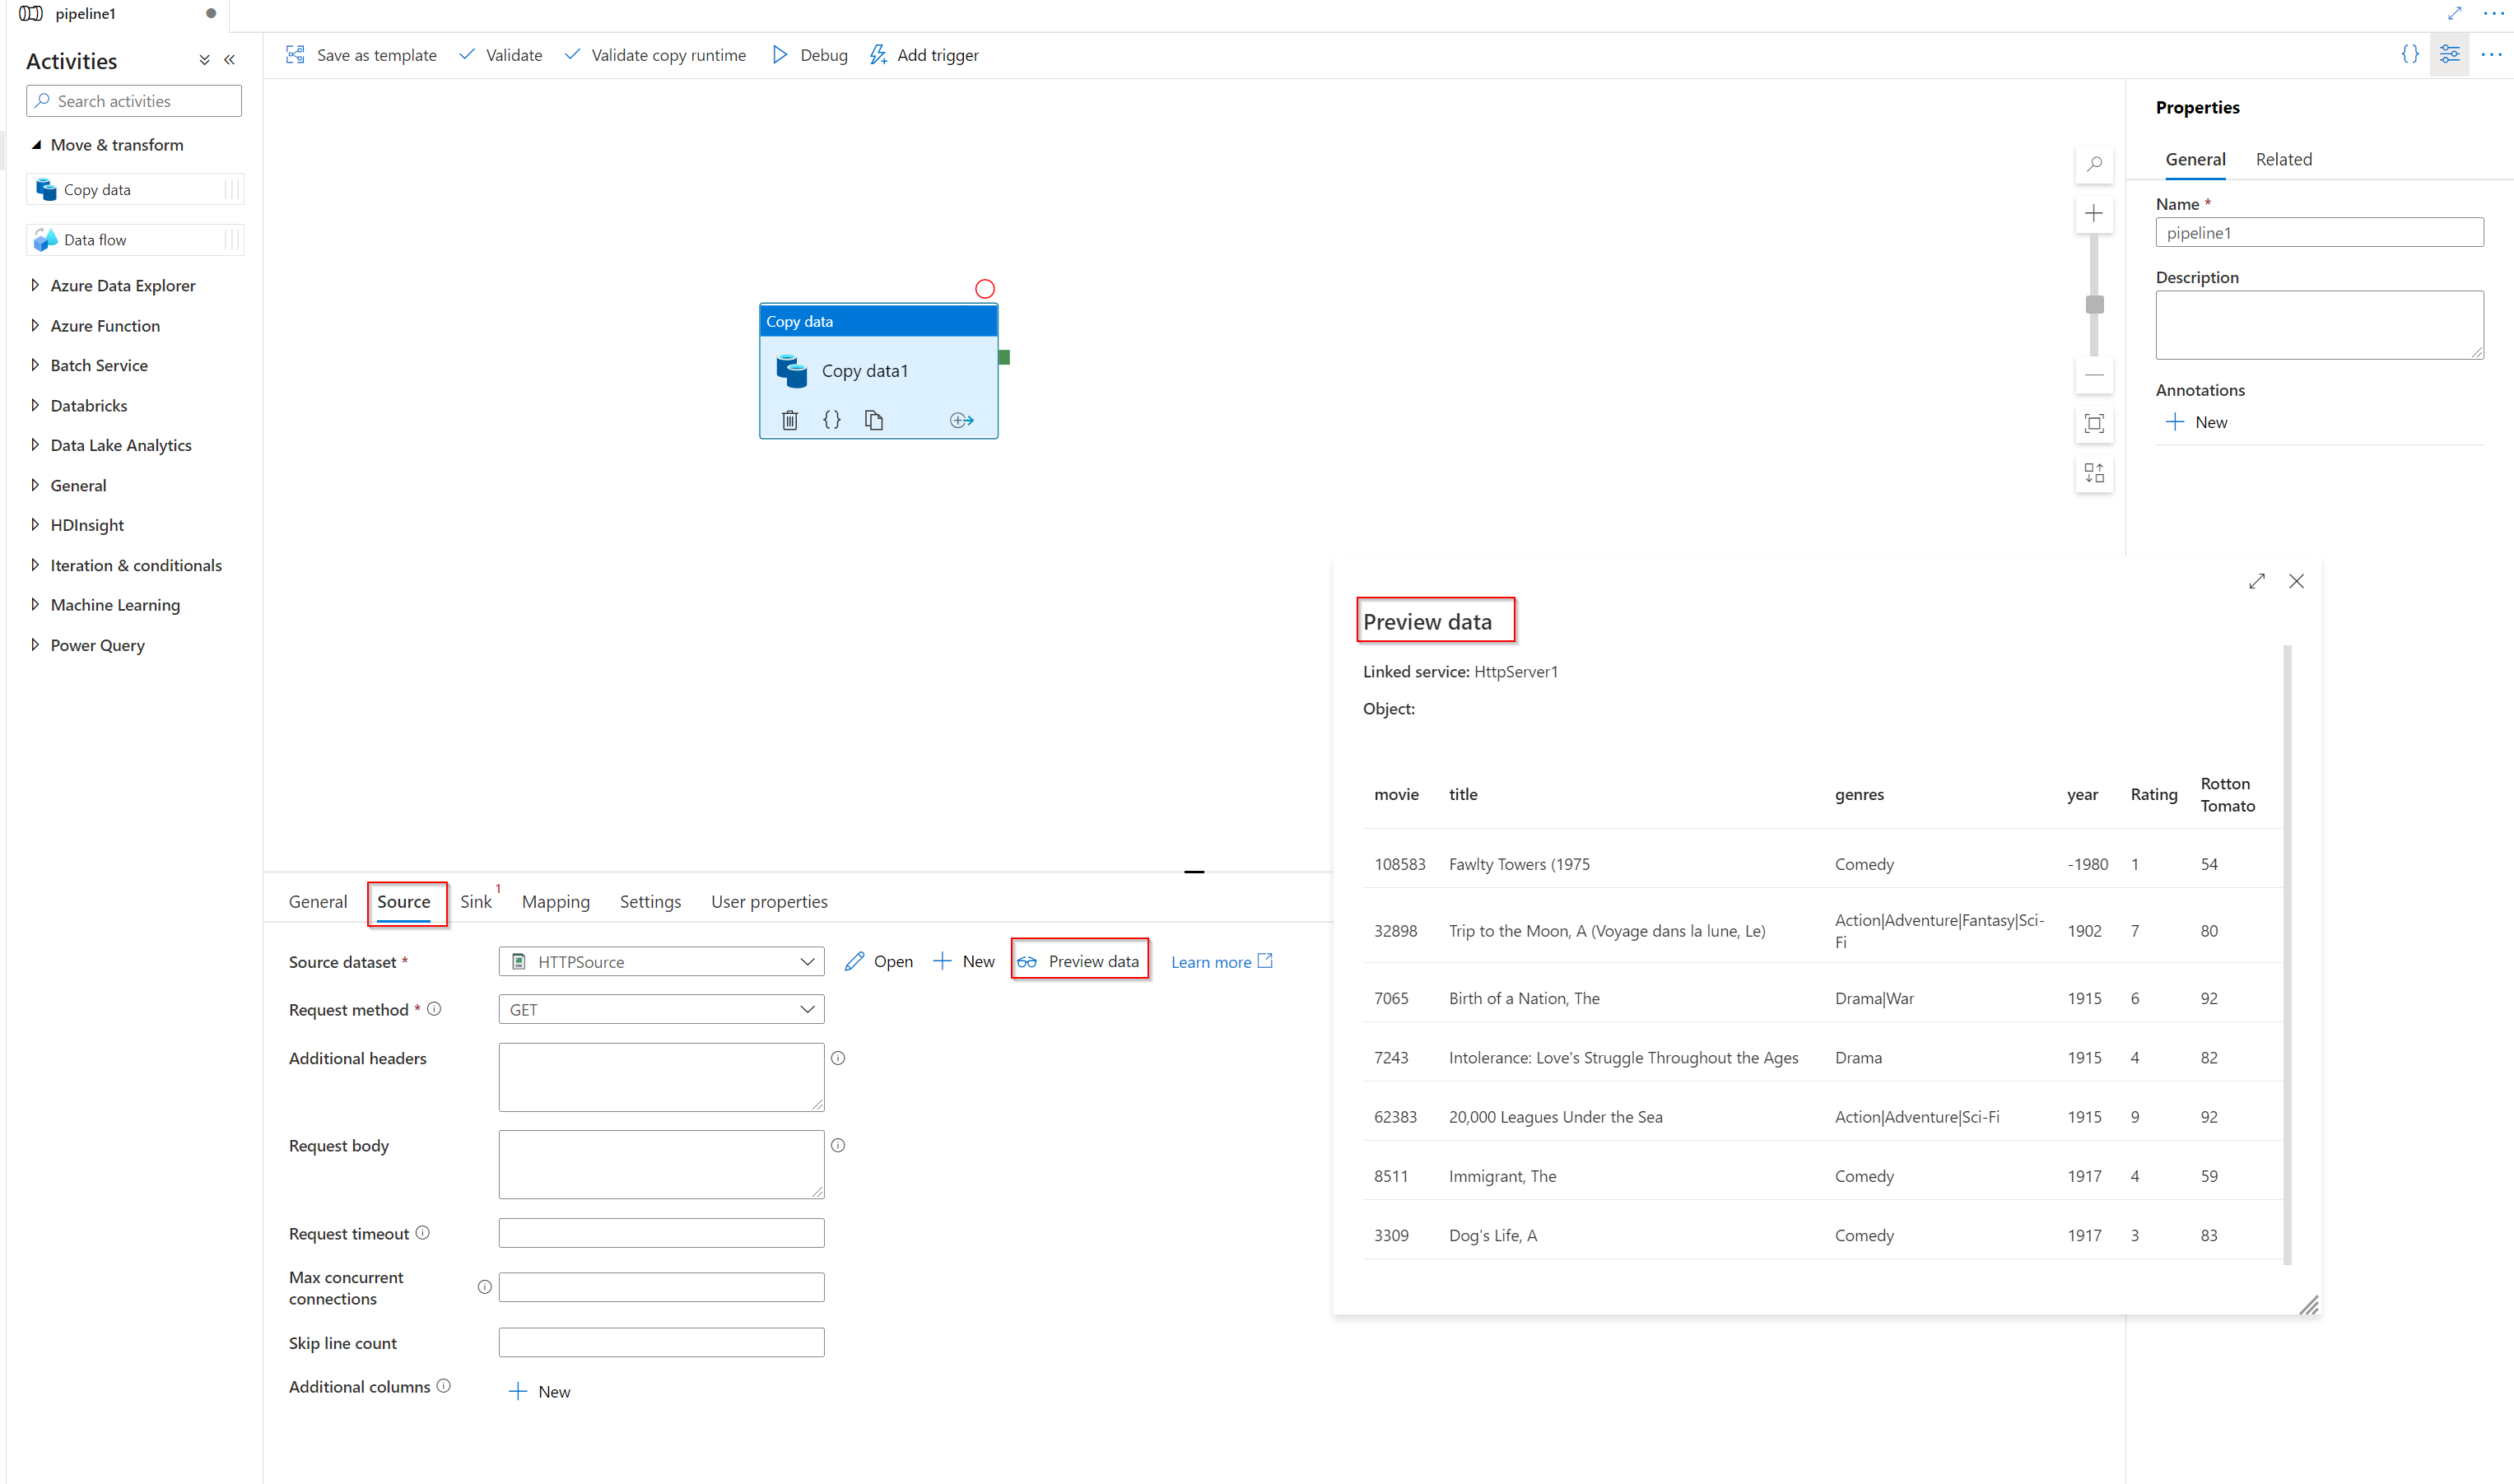 pipeline1
Activities
Search activities
Move & transform
Copy data
Data flow
Azure Data Explorer
Azure Function
Batch Service
Databricks
Data Lake Analytics
General
HDInsight
Iteration & conditionals
Machine Learning
Power Query
Save as template
Validate
Validate copy runtime
Debug
Add trigger
Copy data
Copy data1
Properties
General
Related
Name *
pipeline1
Description
Annotations
New
General
Source
Sink 1
Mapping
Settings
User properties
Source dataset *
HTTPSource
Open
New
Preview data
Learn more
Request method *
GET
Additional headers
Request body
Request timeout
Max concurrent
connections
Skip line count
Additional columns
New
Preview data
Linked service: HttpServer1
Object:
movie title genres year Rating Rotton
Tomato
108583 Fawlty Towers (1975 Comedy -1980 1 54
32898 Trip to the Moon, A (Voyage dans la lune, Le) Action|Adventure|Fantasy|Sci-
Fi 1902 7 80
7065 Birth of a Nation, The Drama|War 1915 6 92
7243 Intolerance: Love's Struggle Throughout the Ages Drama 1915 4 82
62383 20,000 Leagues Under the Sea Action|Adventure|Sci-Fi 1915 9 92
8511 Immigrant, The Comedy 1917 4 59
3309 Dog's Life, A Comedy 1917 3 83